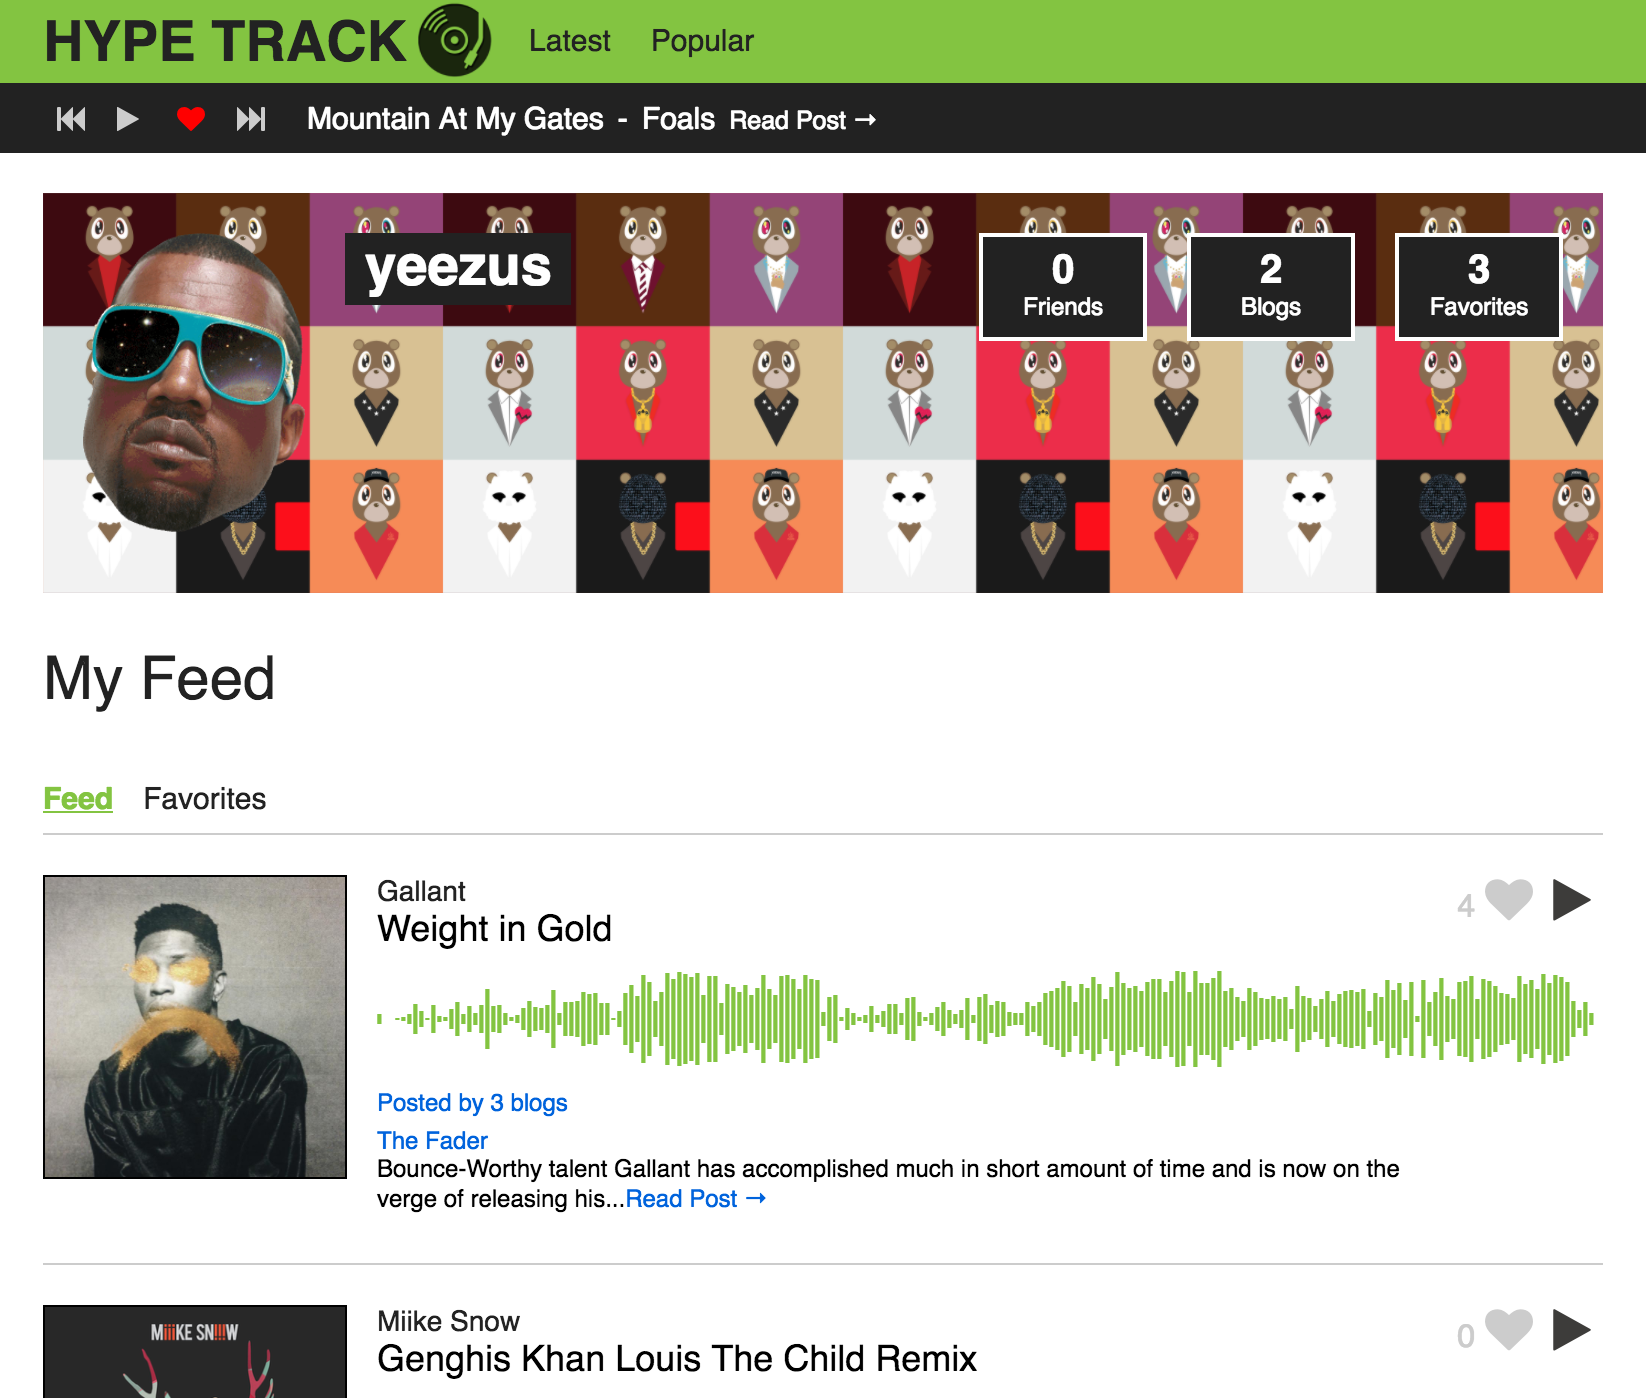 HYPE TRACK Latest Popular
Mountain At My Gates - Foals Read Post →
yeezus
0
Friends
2
Blogs
3
Favorites
My Feed
Feed Favorites
Gallant
Weight in Gold
4
Posted by 3 blogs
The Fader
Bounce-Worthy talent Gallant has accomplished much in short amount of time and is now on the
verge of releasing his...Read Post →
MIIKE SNOW
Miike Snow
Genghis Khan Louis The Child Remix
0